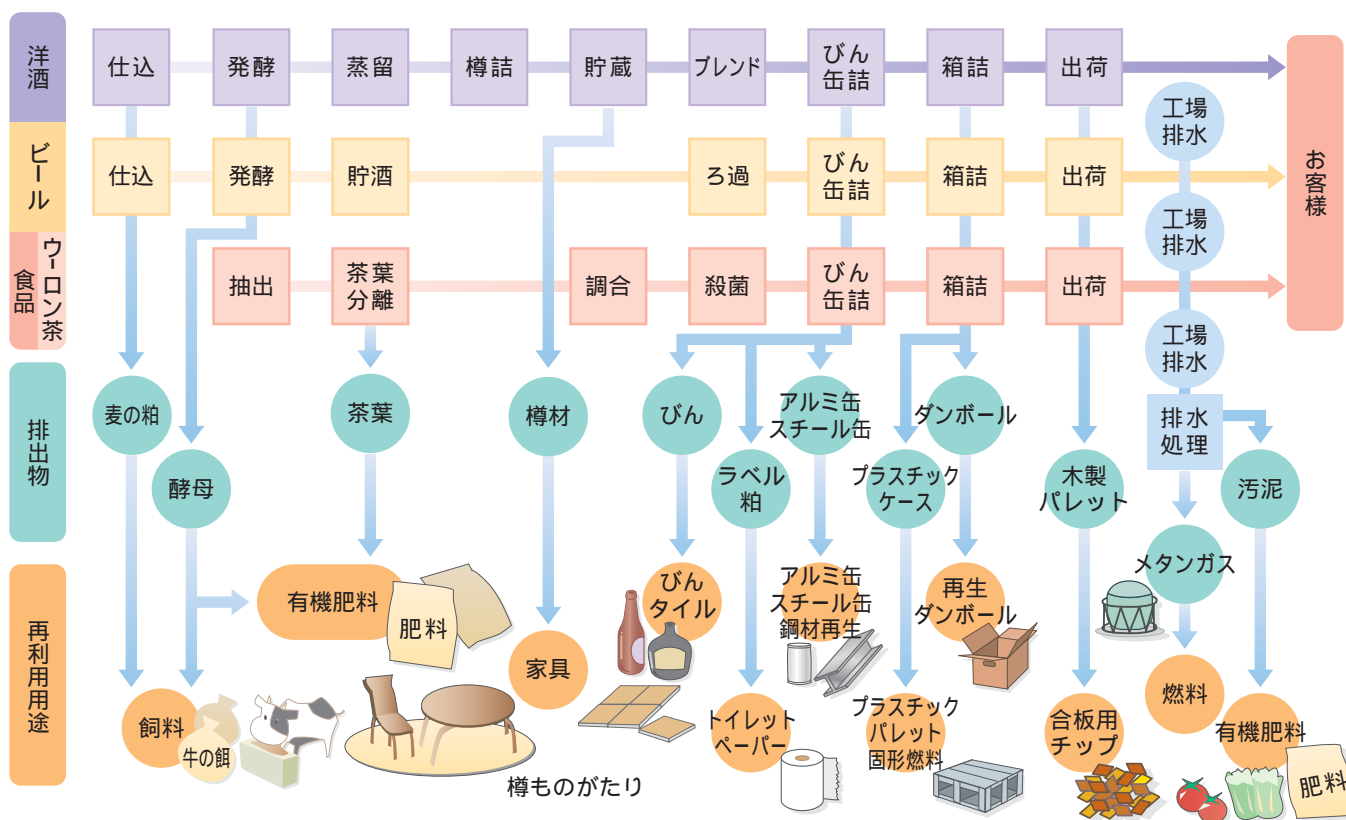 洋酒
仕込
発酵
蒸留
樽詰
貯蔵
ブレンド
びん
缶詰
箱詰
出荷
工場
排水
お客様
ビール
仕込
発酵
貯酒
ろ過
びん
缶詰
箱詰
出荷
工場
排水
食品
ウーロン茶
抽出
茶葉
分離
調合
殺菌
びん
缶詰
箱詰
出荷
工場
排水
排出物
麦の粕
酵母
茶葉
樽材
びん
ラベル
粕
アルミ缶
スチール缶
プラスチック
ケース
ダンボール
木製
パレット
排水
処理
メタンガス
汚泥
再利用用途
飼料
牛の餌
有機肥料
肥料
家具
樽ものがたり
びん
タイル
トイレット
ペーパー
アルミ缶
スチール缶
鋼材再生
プラスチック
パレット
固形燃料
再生
ダンボール
合板用
チップ
燃料
有機肥料
肥料